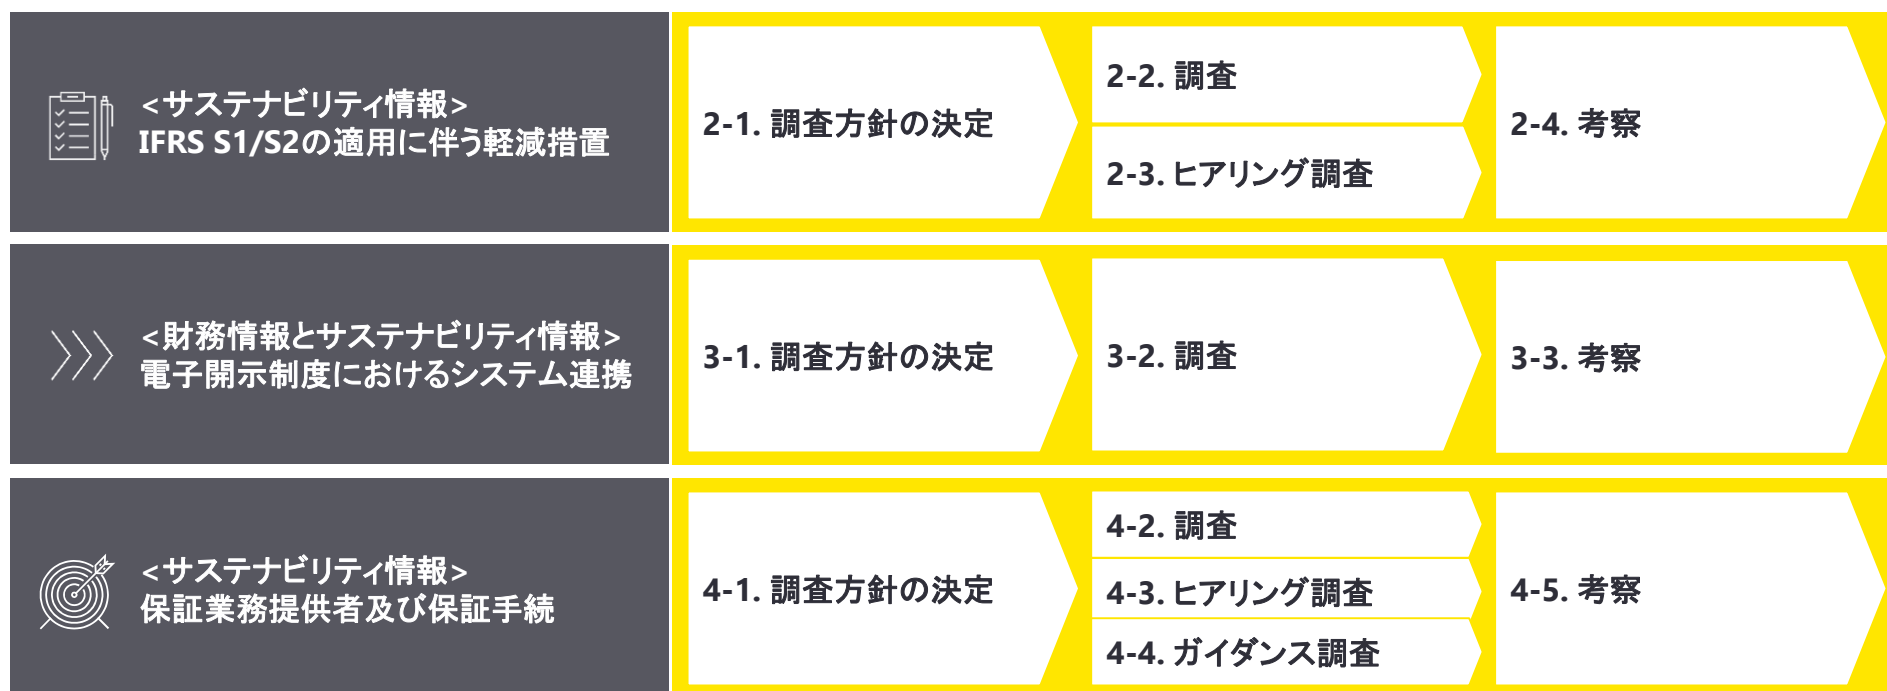 <サステナビリティ情報>
IFRS S1/S2の適用に伴う軽減措置
2-1. 調査方針の決定
2-2. 調査
2-3. ヒアリング調査
2-4. 考察
<財務情報とサステナビリティ情報>
電子開示制度におけるシステム連携
3-1. 調査方針の決定
3-2. 調査
3-3. 考察
<サステナビリティ情報>
保証業務提供者及び保証手続
4-1. 調査方針の決定
4-2. 調査
4-3. ヒアリング調査
4-4. ガイダンス調査
4-5. 考察